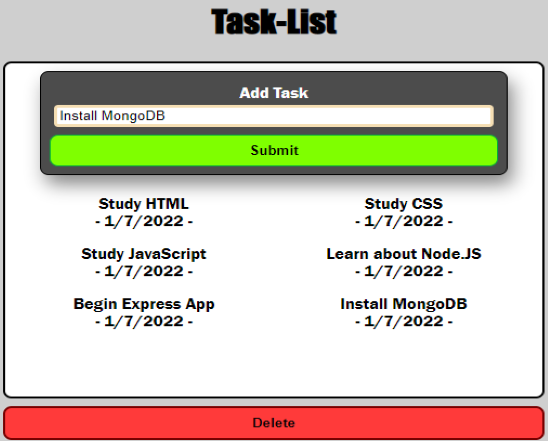 Task-List
Add Task
Install MongoDB
Submit
Study HTML
- 1/7/2022 -
Study CSS
- 1/7/2022 -
Study JavaScript
- 1/7/2022 -
Learn about Node.JS
- 1/7/2022 -
Begin Express App
- 1/7/2022 -
Install MongoDB
- 1/7/2022 -
Delete